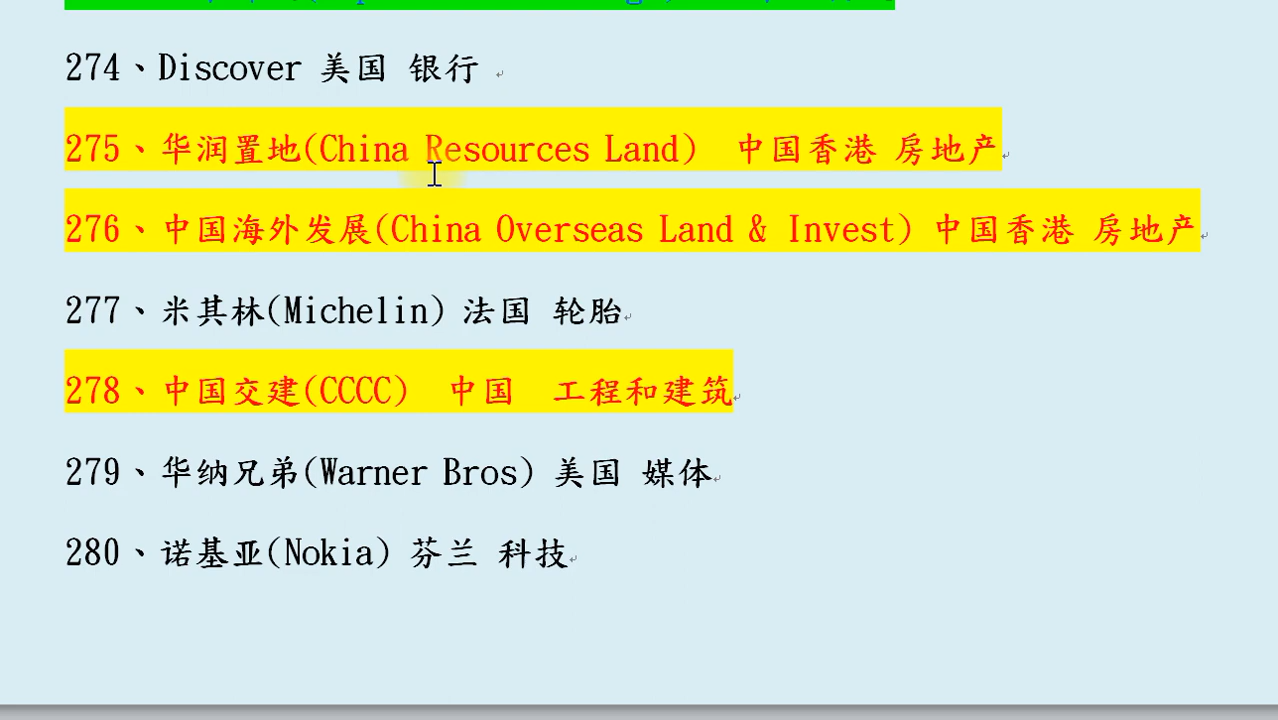 274、Discover 美国 银行
275、华润置地(China Resources Land) 中国香港 房地产
276、中国海外发展(China Overseas Land & Invest) 中国香港 房地产
277、米其林(Michelin) 法国 轮胎
278、中国交建(CCCC) 中国 工程和建筑
279、华纳兄弟(Warner Bros) 美国 媒体
280、诺基亚(Nokia) 芬兰 科技